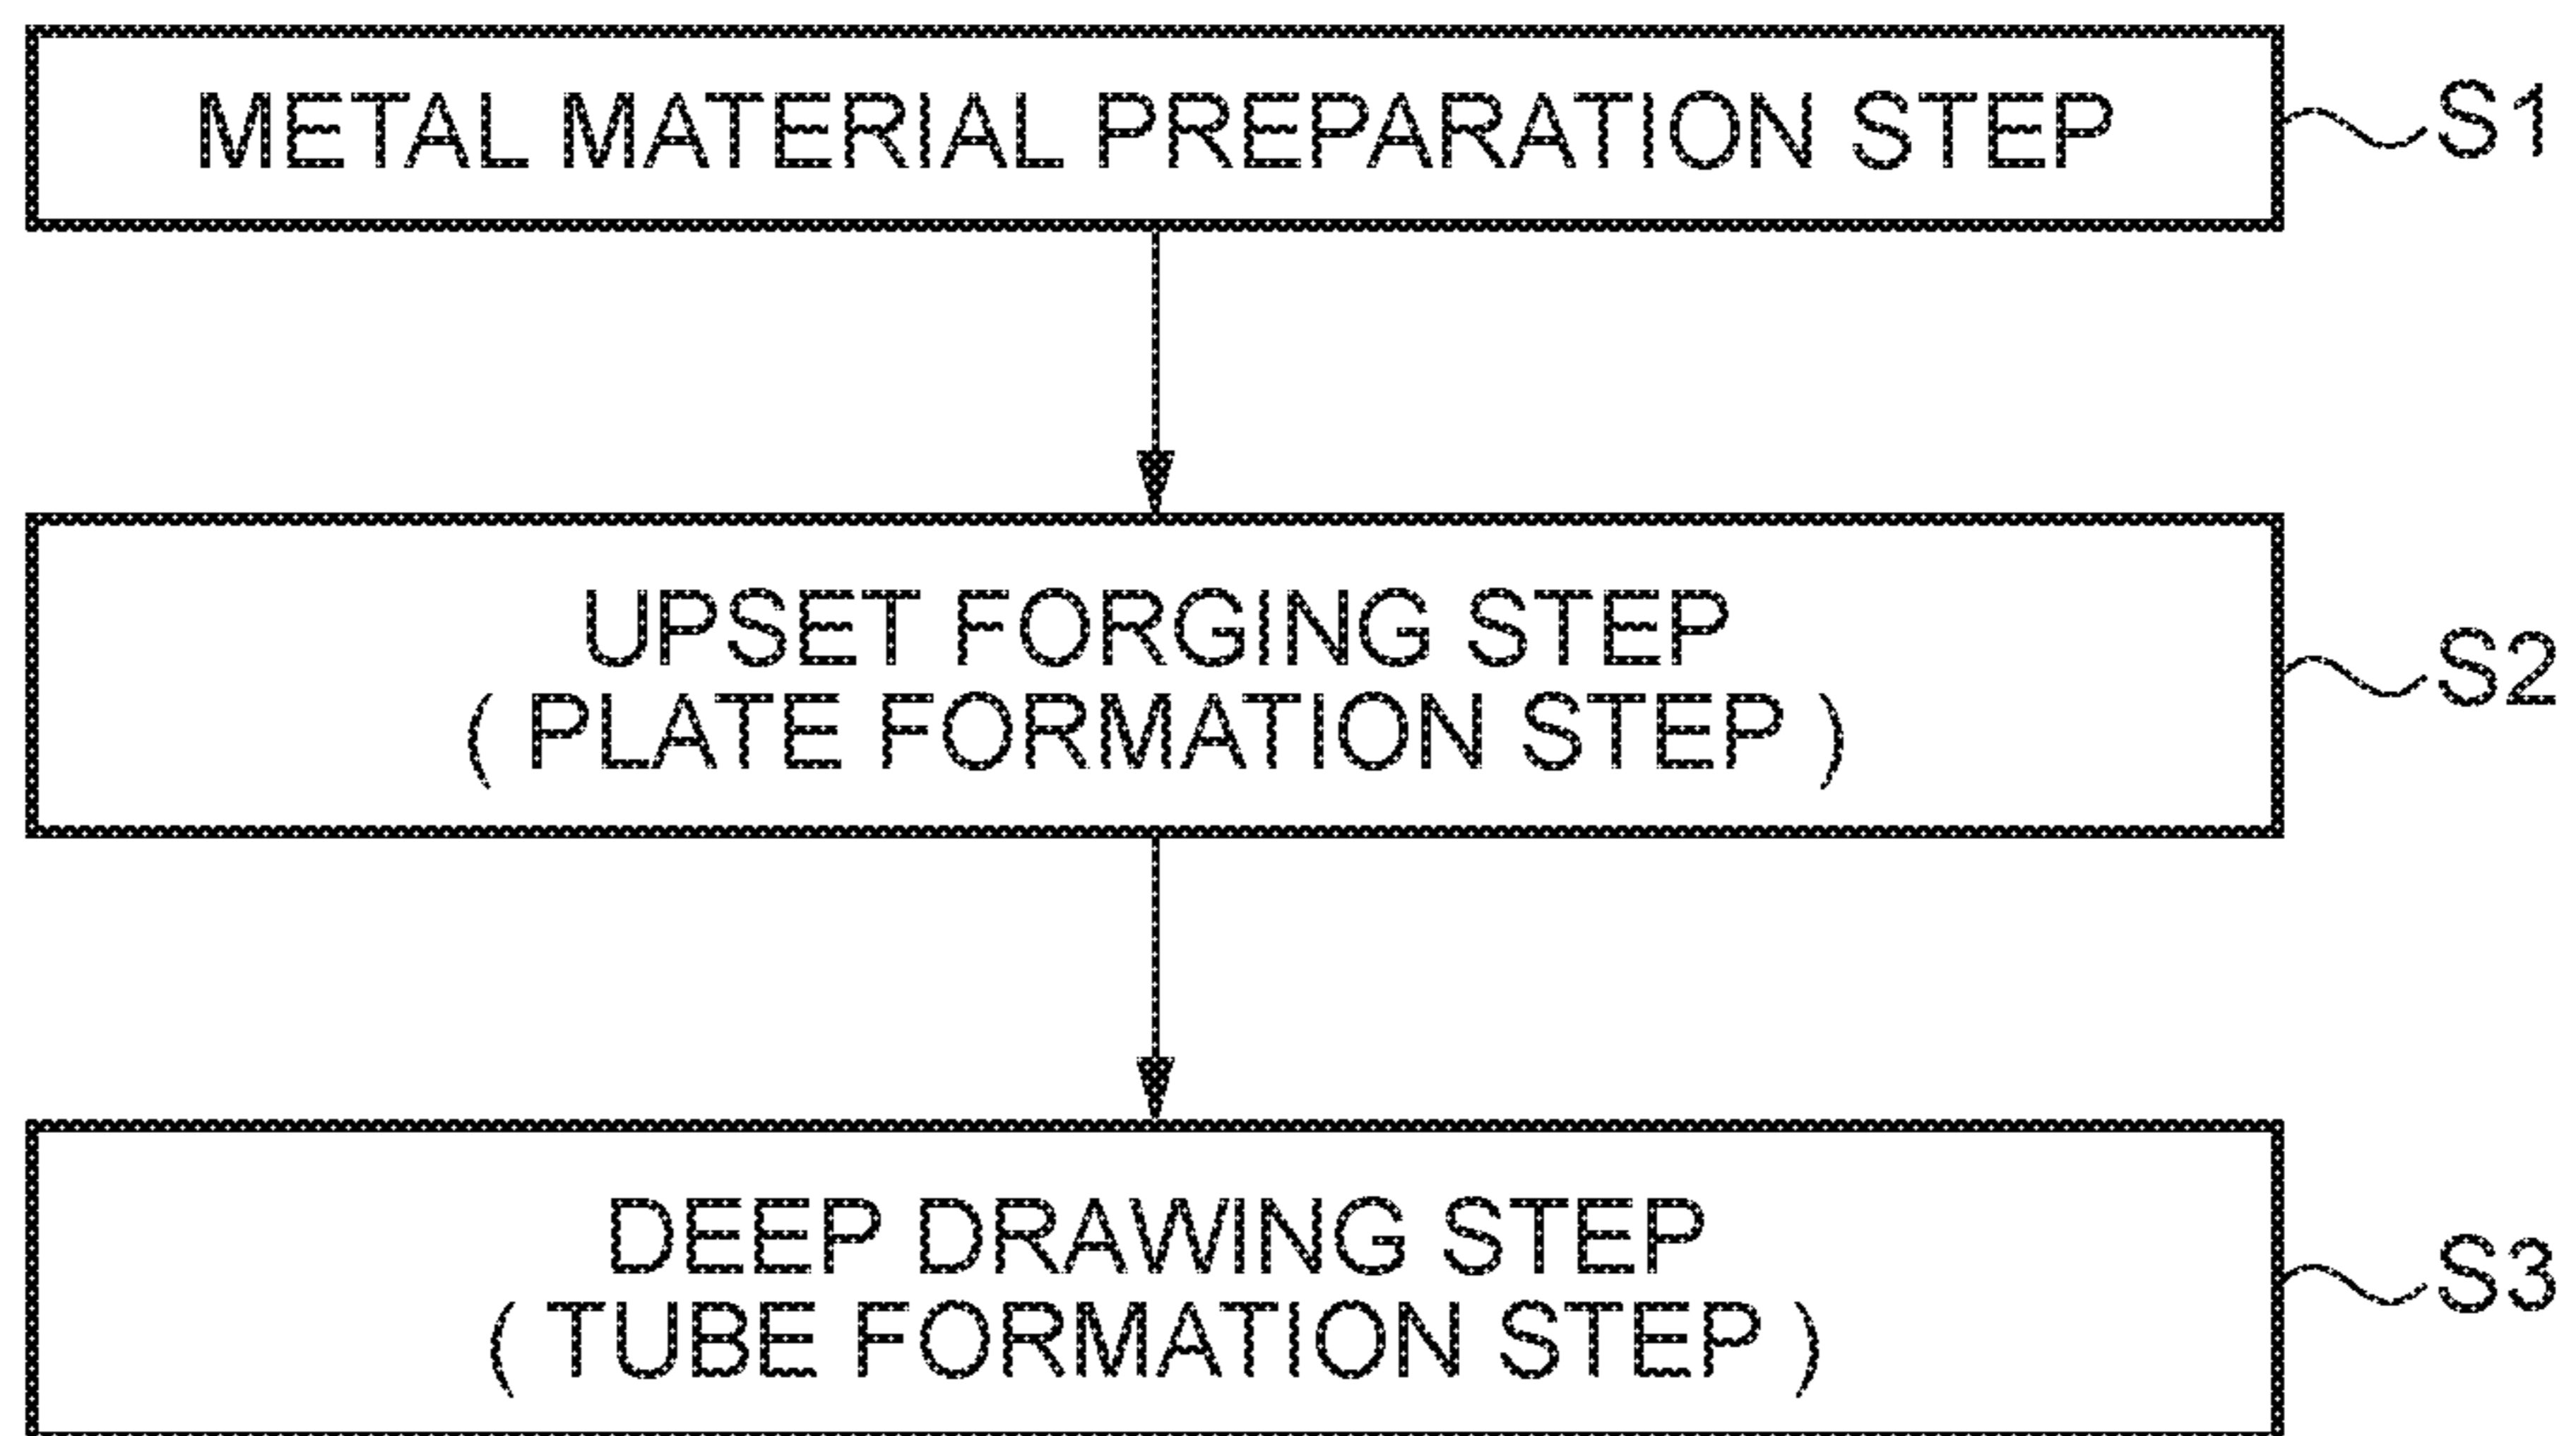 METAL MATERIAL PREPARATION STEP
S1
UPSET FORGING STEP
( PLATE FORMATION STEP )
S2
DEEP DRAWING STEP
( TUBE FORMATION STEP )
S3